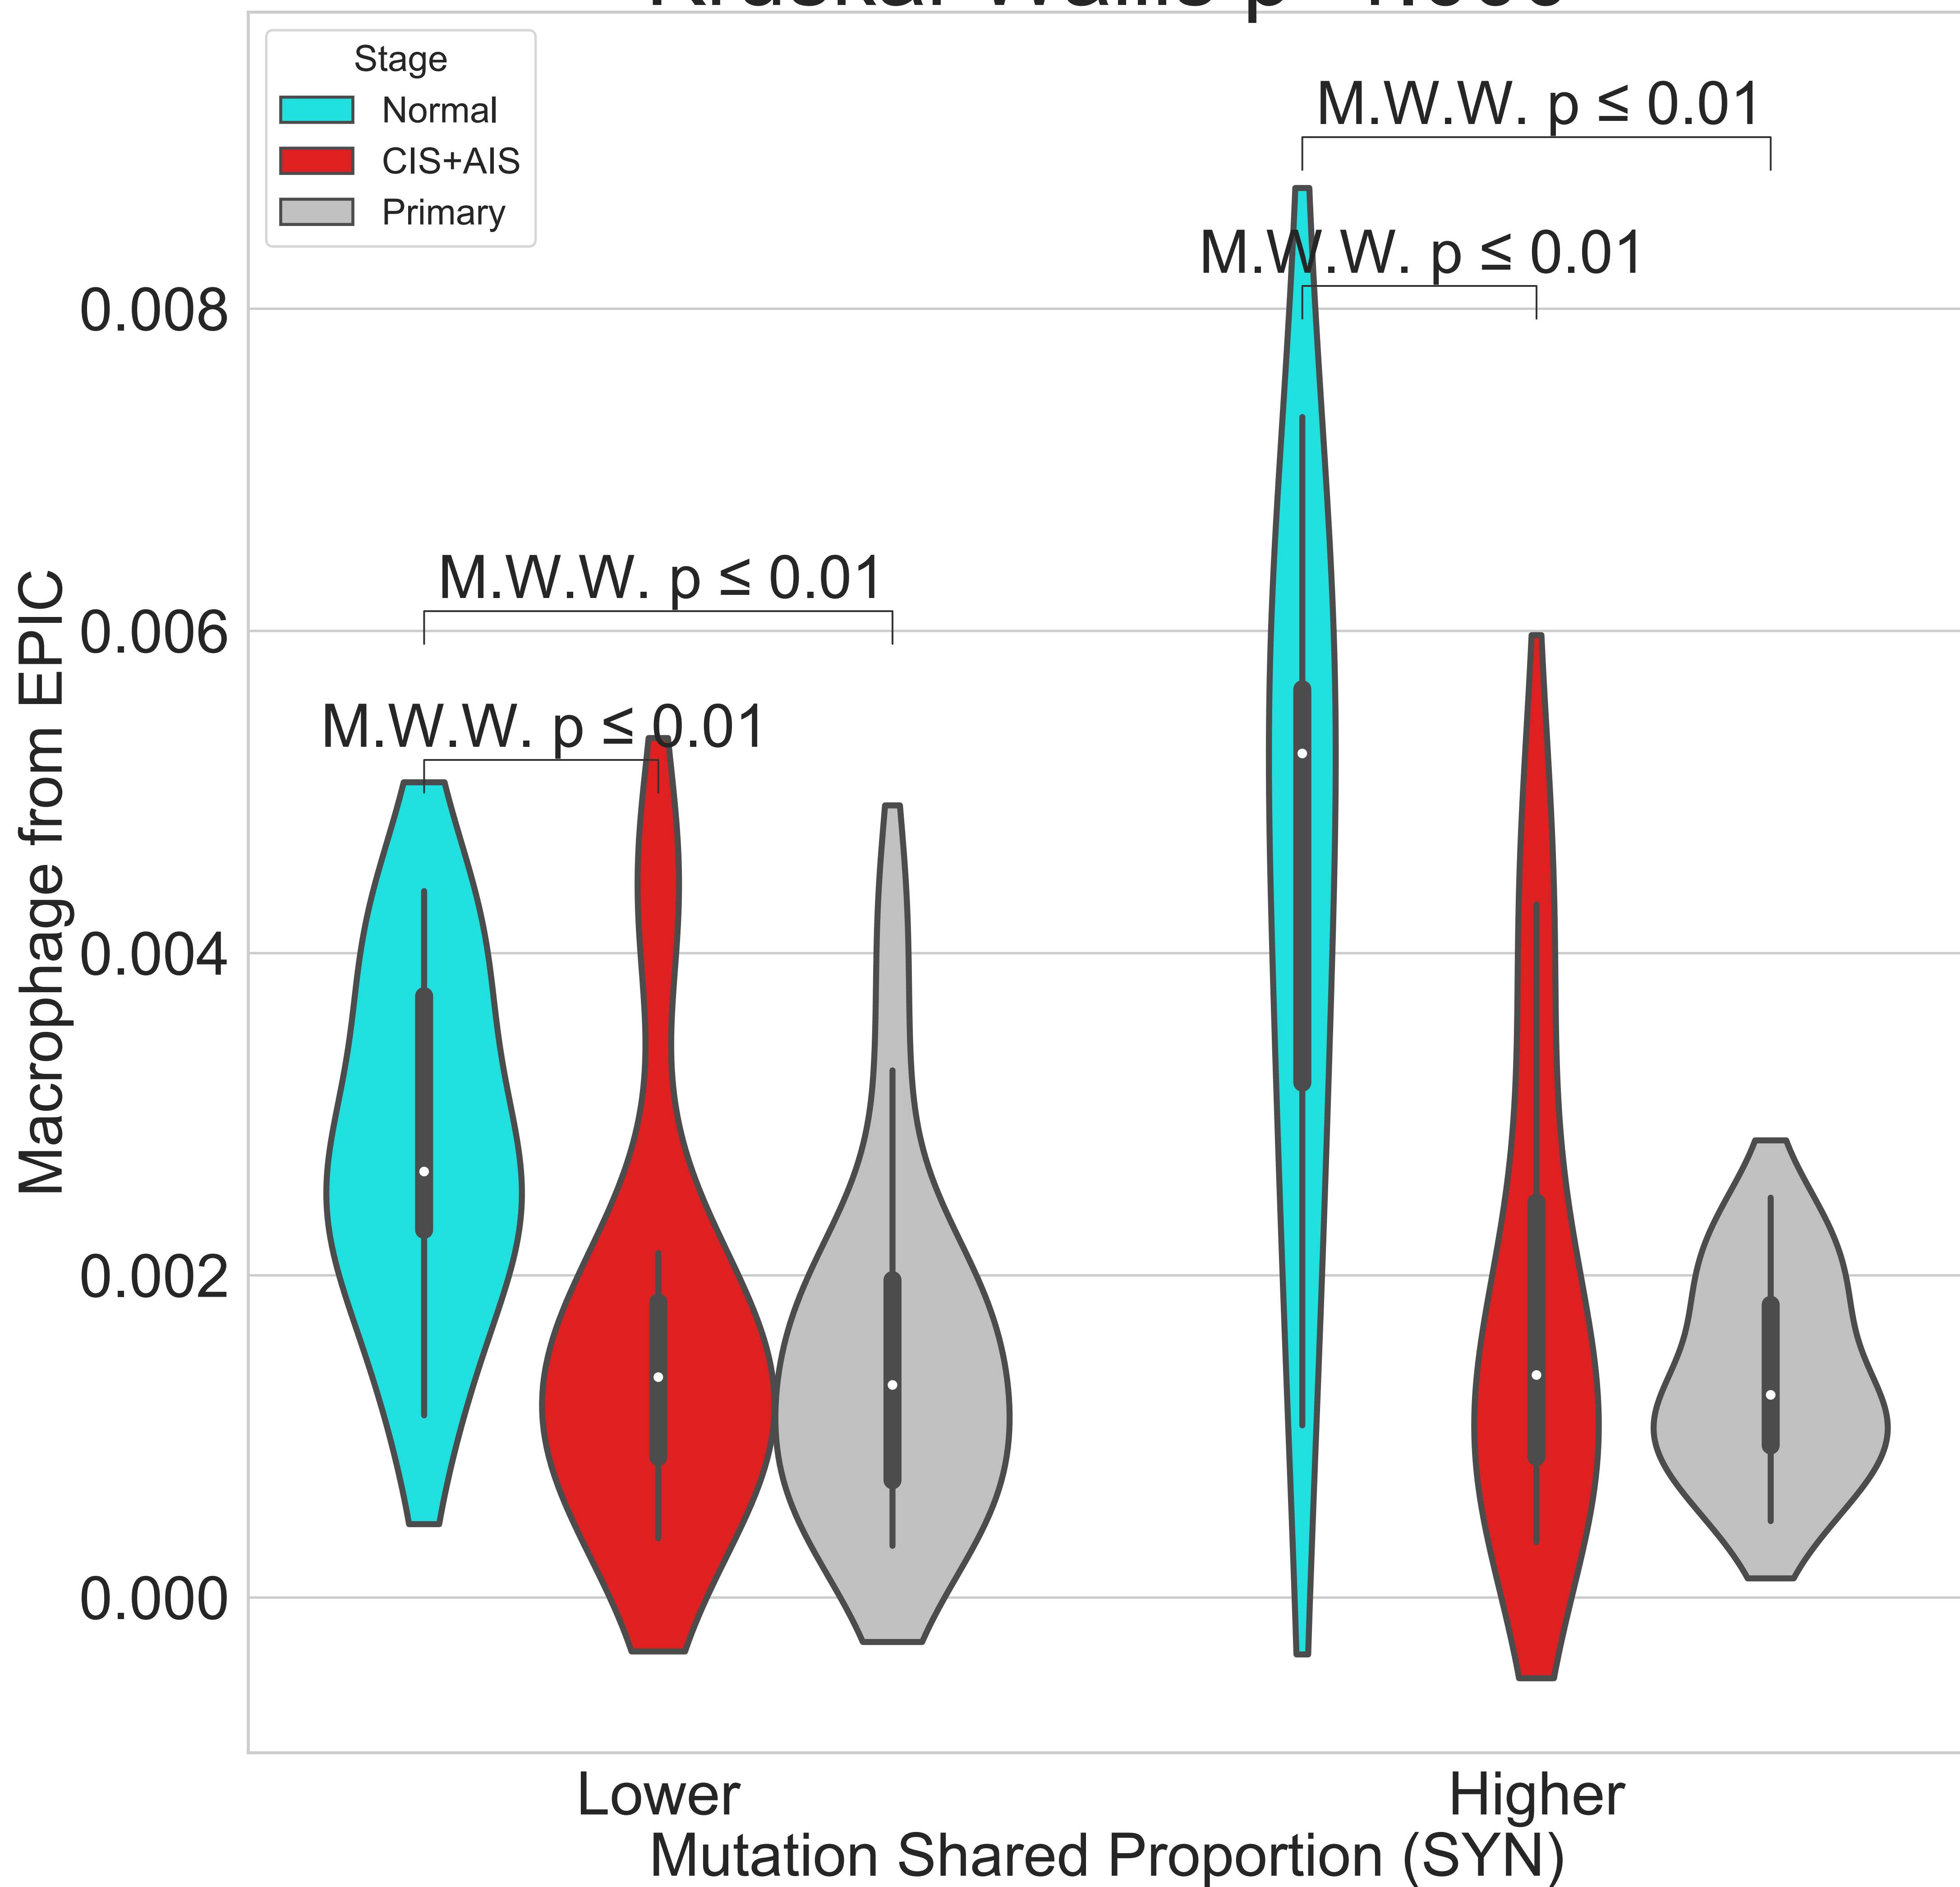 Stage
Normal
CIS+AIS
Primary
M.W.W. p ≤ 0.01
M.W.W. p ≤ 0.01
M.W.W. p ≤ 0.01
M.W.W. p ≤ 0.01
Macrophage from EPIC
0.008
0.006
0.004
0.002
0.000
Lower
Higher
Mutation Shared Proportion (SYN)